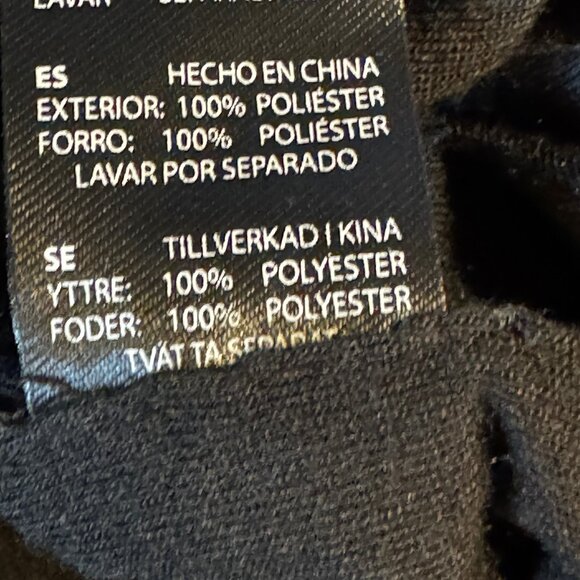 LAVAR
ES HECHO EN CHINA
EXTERIOR: 100% POLIÉSTER
FORRO: 100% POLIÉSTER
LAVAR POR SEPARADO
SE TILLVERKAD I KINA
YTTRE: 100% POLYESTER
FODER: 100% POLYESTER
TVÄTTA SEPARAT